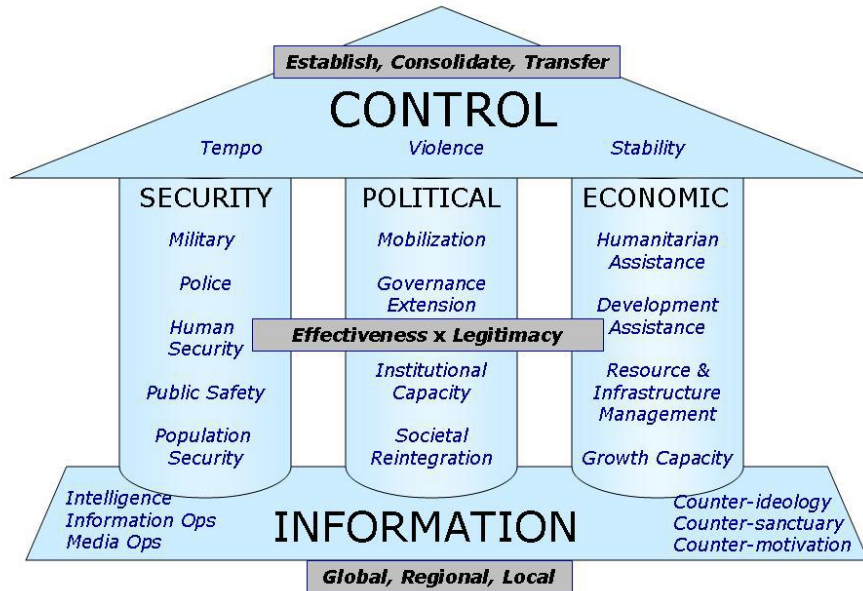 Establish, Consolidate, Transfer
CONTROL
Tempo
Violence
Stability
SECURITY
Military
Police
Human
Security
Public Safety
Population
Security
POLITICAL
Mobilization
Governance
Extension
Effectiveness x Legitimacy
Institutional
Capacity
Societal
Reintegration
ECONOMIC
Humanitarian
Assistance
Development
Assistance
Resource &
Infrastructure
Management
Growth Capacity
Intelligence
Information Ops
Media Ops
INFORMATION
Counter-ideology
Counter-sanctuary
Counter-motivation
Global, Regional, Local